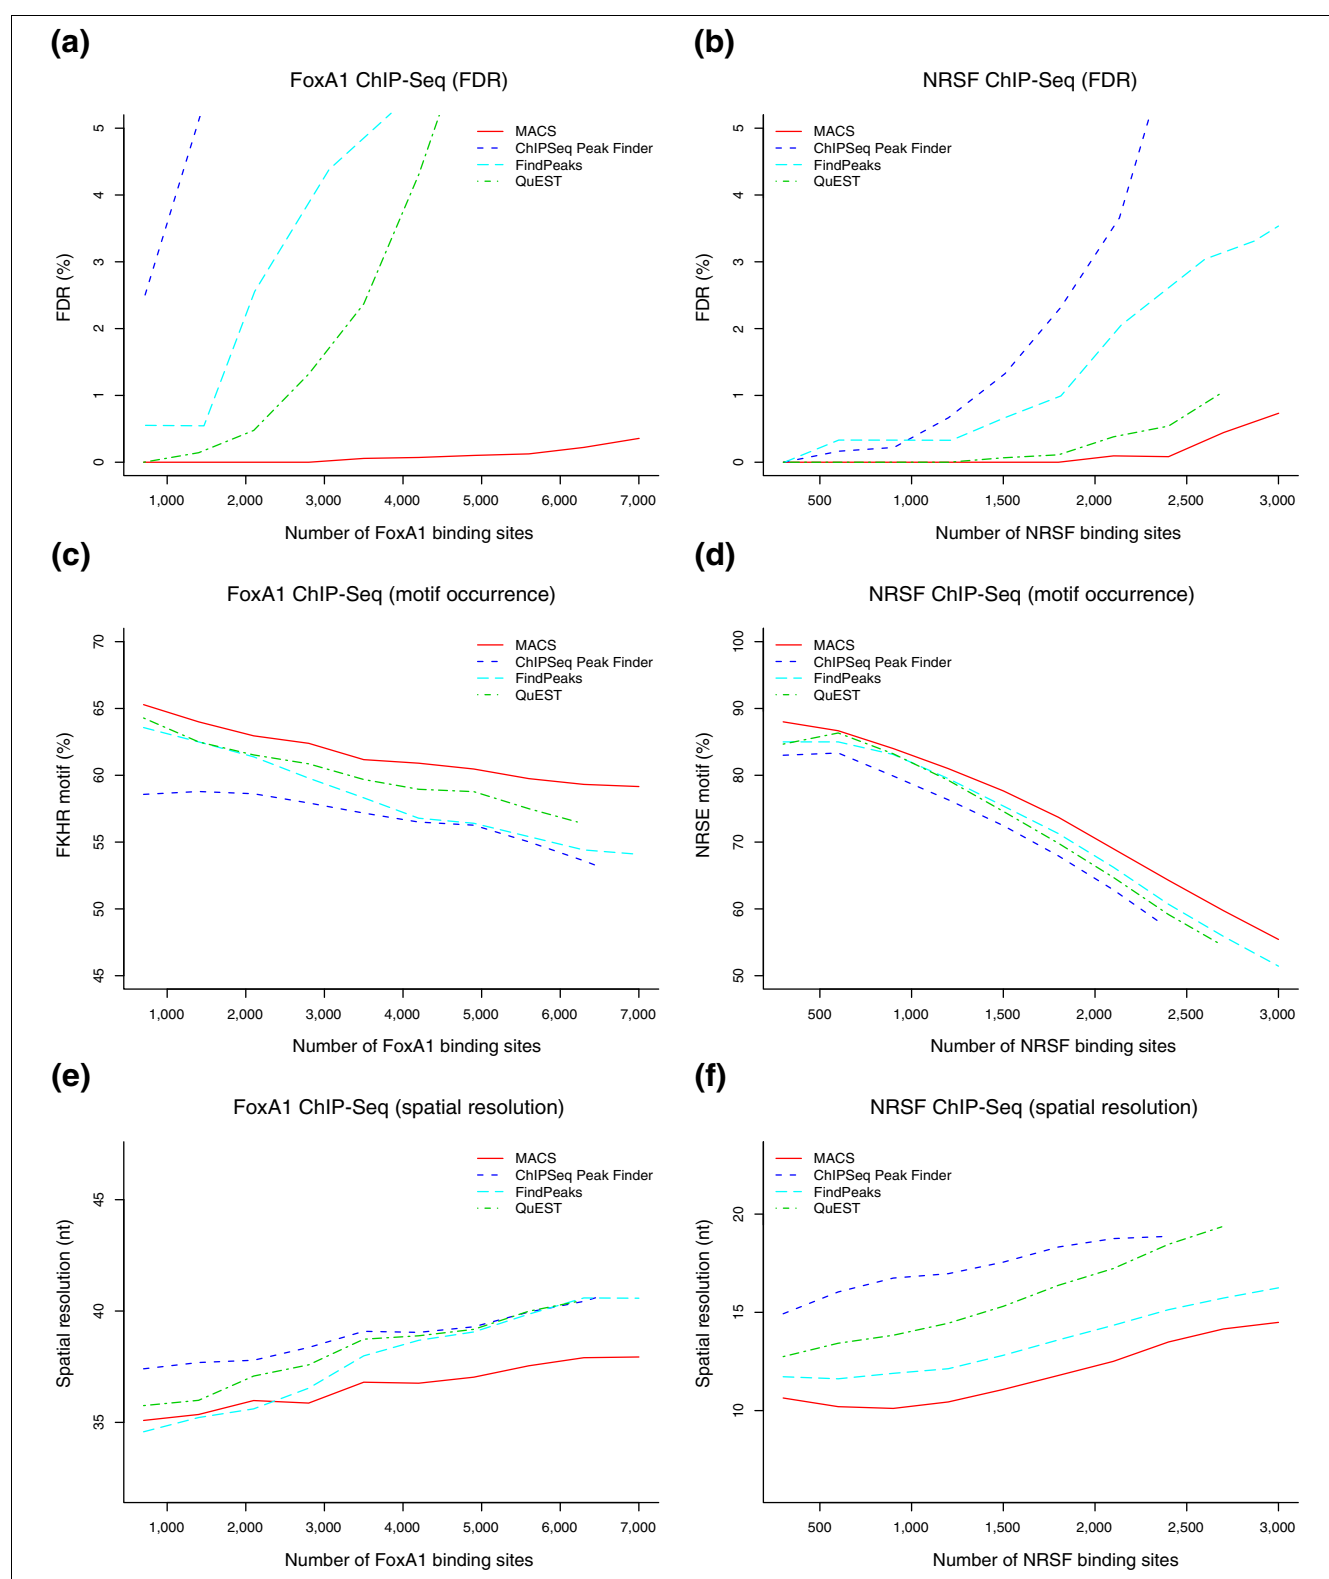 (a)
FoxA1 ChIP-Seq (FDR)
MACS
ChIPSeq Peak Finder
FindPeaks
QuEST
FDR (%)
5
4
3
2
1
0
1,000 2,000 3,000 4,000 5,000 6,000 7,000
Number of FoxA1 binding sites
(b)
NRSF ChIP-Seq (FDR)
MACS
ChIPSeq Peak Finder
FindPeaks
QuEST
FDR (%)
5
4
3
2
1
0
500 1,000 1,500 2,000 2,500 3,000
Number of NRSF binding sites
(c)
FoxA1 ChIP-Seq (motif occurrence)
MACS
ChIPSeq Peak Finder
FindPeaks
QuEST
FKHR motif (%)
70
65
60
55
50
45
1,000 2,000 3,000 4,000 5,000 6,000 7,000
Number of FoxA1 binding sites
(d)
NRSF ChIP-Seq (motif occurrence)
MACS
ChIPSeq Peak Finder
FindPeaks
QuEST
NRSE motif (%)
100
90
80
70
60
50
500 1,000 1,500 2,000 2,500 3,000
Number of NRSF binding sites
(e)
FoxA1 ChIP-Seq (spatial resolution)
MACS
ChIPSeq Peak Finder
FindPeaks
QuEST
Spatial resolution (nt)
45
40
35
1,000 2,000 3,000 4,000 5,000 6,000 7,000
Number of FoxA1 binding sites
(f)
NRSF ChIP-Seq (spatial resolution)
MACS
ChIPSeq Peak Finder
FindPeaks
QuEST
Spatial resolution (nt)
20
15
10
500 1,000 1,500 2,000 2,500 3,000
Number of NRSF binding sites